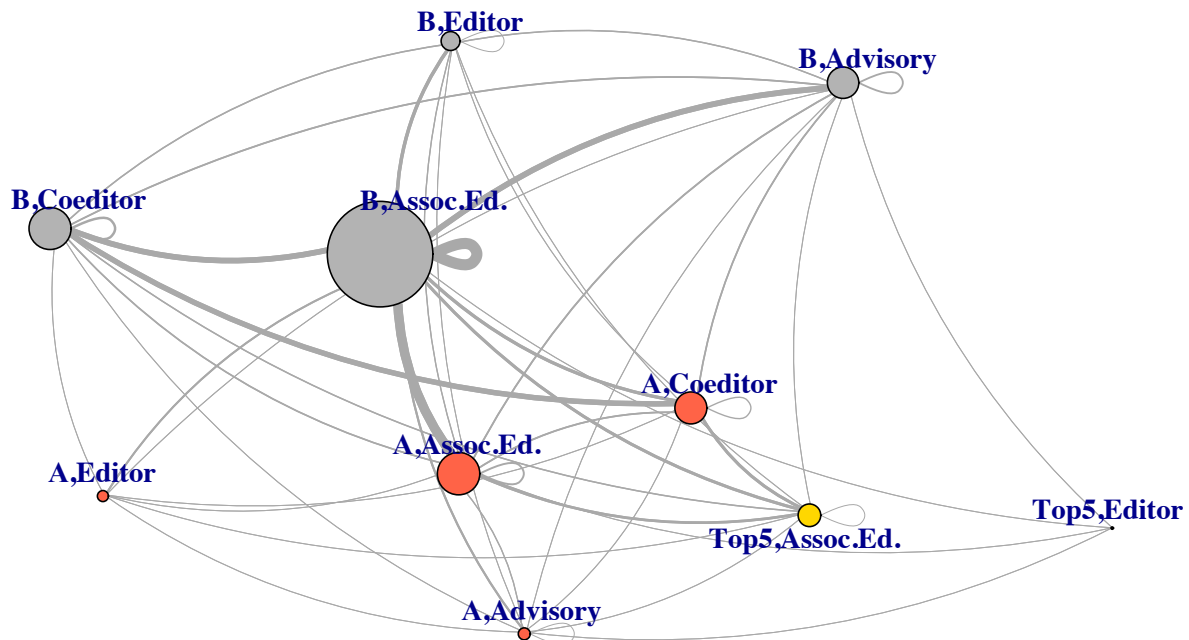 B,Editor
B,Advisory
B,Coeditor
B,Assoc.Ed.
A,Coeditor
A,Assoc.Ed.
A,Editor
Top5,Editor
Top5,Assoc.Ed.
A,Advisory